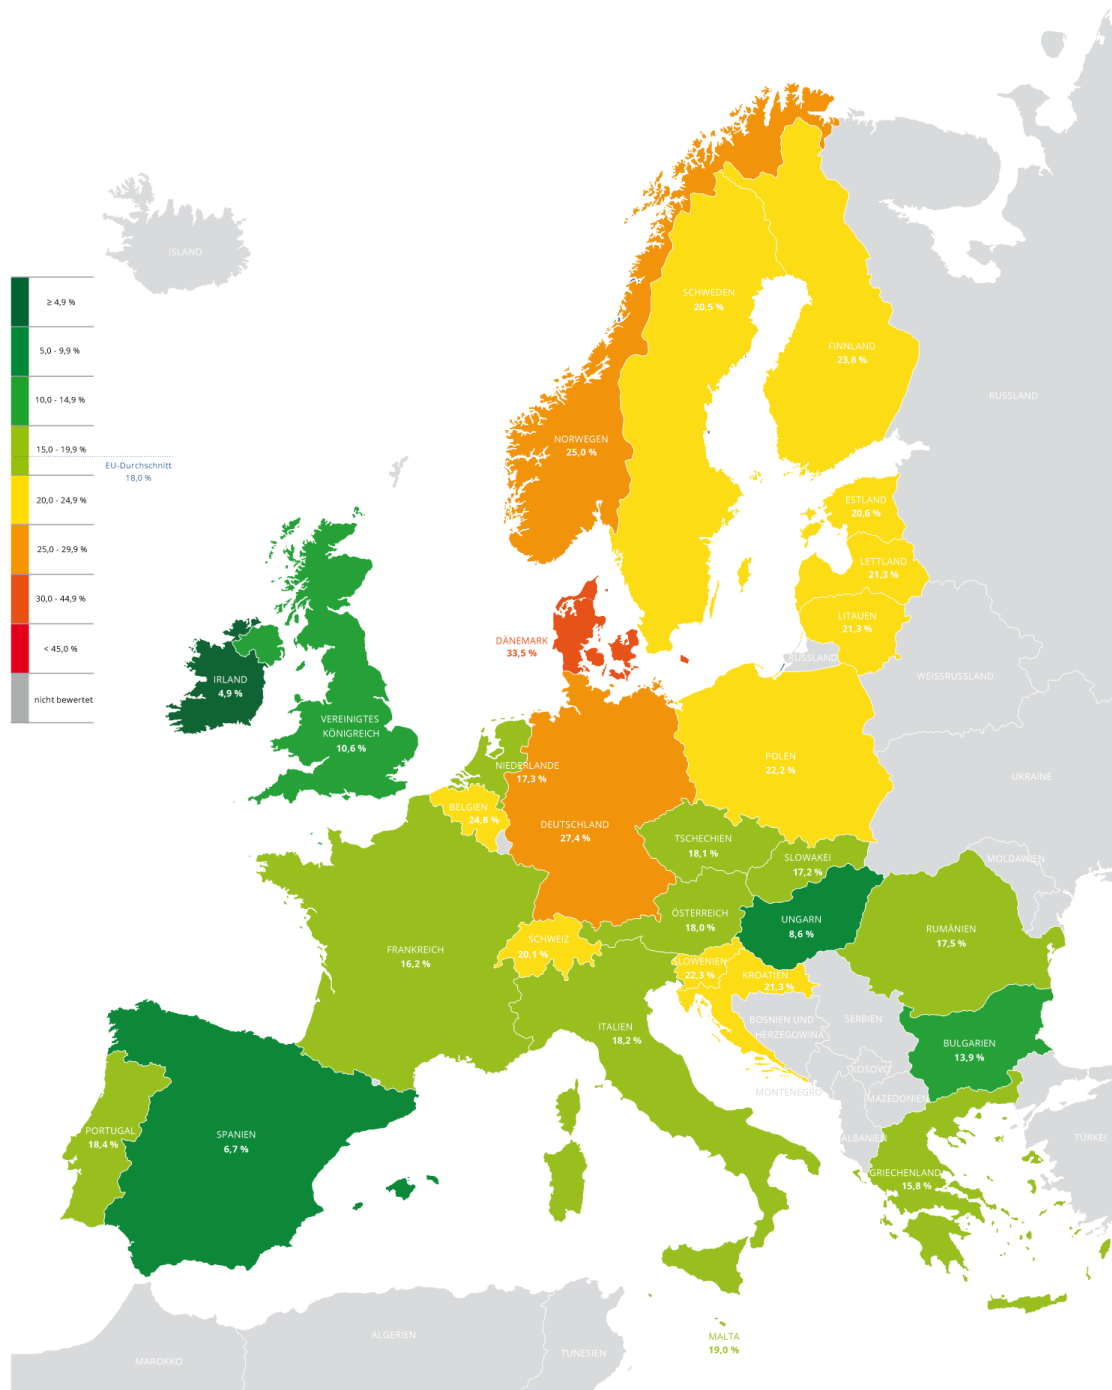 ISLAND
≥ 4,9 %
5,0 - 9,9 %
10,0 - 14,9 %
15,0 - 19,9 %
EU-Durchschnitt
18,0 %
20,0 - 24,9 %
25,0 - 29,9 %
30,0 - 44,9 %
< 45,0 %
nicht bewertet
SCHWEDEN
20,5 %
FINNLAND
23,8 %
RUSSLAND
NORWEGEN
25,0 %
ESTLAND
20,6 %
LETTLAND
21,3 %
LITAUEN
21,3 %
DÄNEMARK
33,5 %
RUSSLAND
WEISSRUSSLAND
IRLAND
4,9 %
VEREINIGTES
KÖNIGREICH
10,6 %
NIEDERLANDE
17,3 %
POLEN
22,2 %
UKRAINE
BELGIEN
24,8 %
DEUTSCHLAND
27,4 %
TSCHECHIEN
18,1 %
SLOWAKEI
17,2 %
MOLDAWIEN
ÖSTERREICH
18,0 %
UNGARN
8,6 %
RUMÄNIEN
17,5 %
FRANKREICH
16,2 %
SCHWEIZ
20,1 %
SLOWENIEN
22,3 %
KROATIEN
21,3 %
ITALIEN
18,2 %
BOSNIEN UND
HERZEGOWINA
SERBIEN
BULGARIEN
13,9 %
KOSOVO
MONTENEGRO
MAZEDONIEN
PORTUGAL
18,4 %
SPANIEN
6,7 %
ALBANIEN
TÜRKEI
GRIECHENLAND
15,8 %
MALTA
19,0 %
ALGERIEN
MAROKKO
TUNESIEN